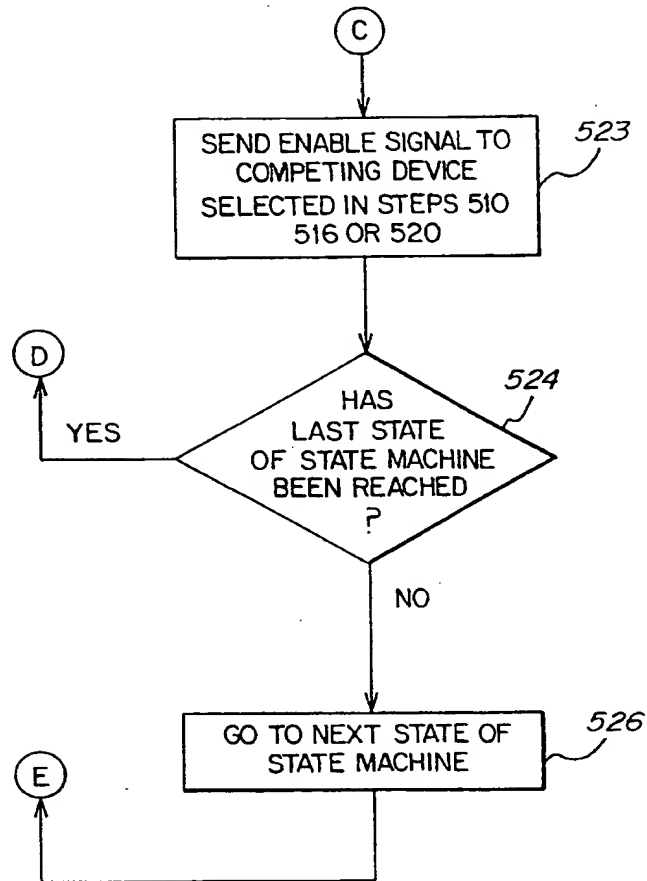 C
SEND ENABLE SIGNAL TO
COMPETING DEVICE
SELECTED IN STEPS 510
516 OR 520
523
D
YES
HAS
LAST STATE
OF STATE MACHINE
BEEN REACHED
?
524
NO
GO TO NEXT STATE OF
STATE MACHINE
526
E